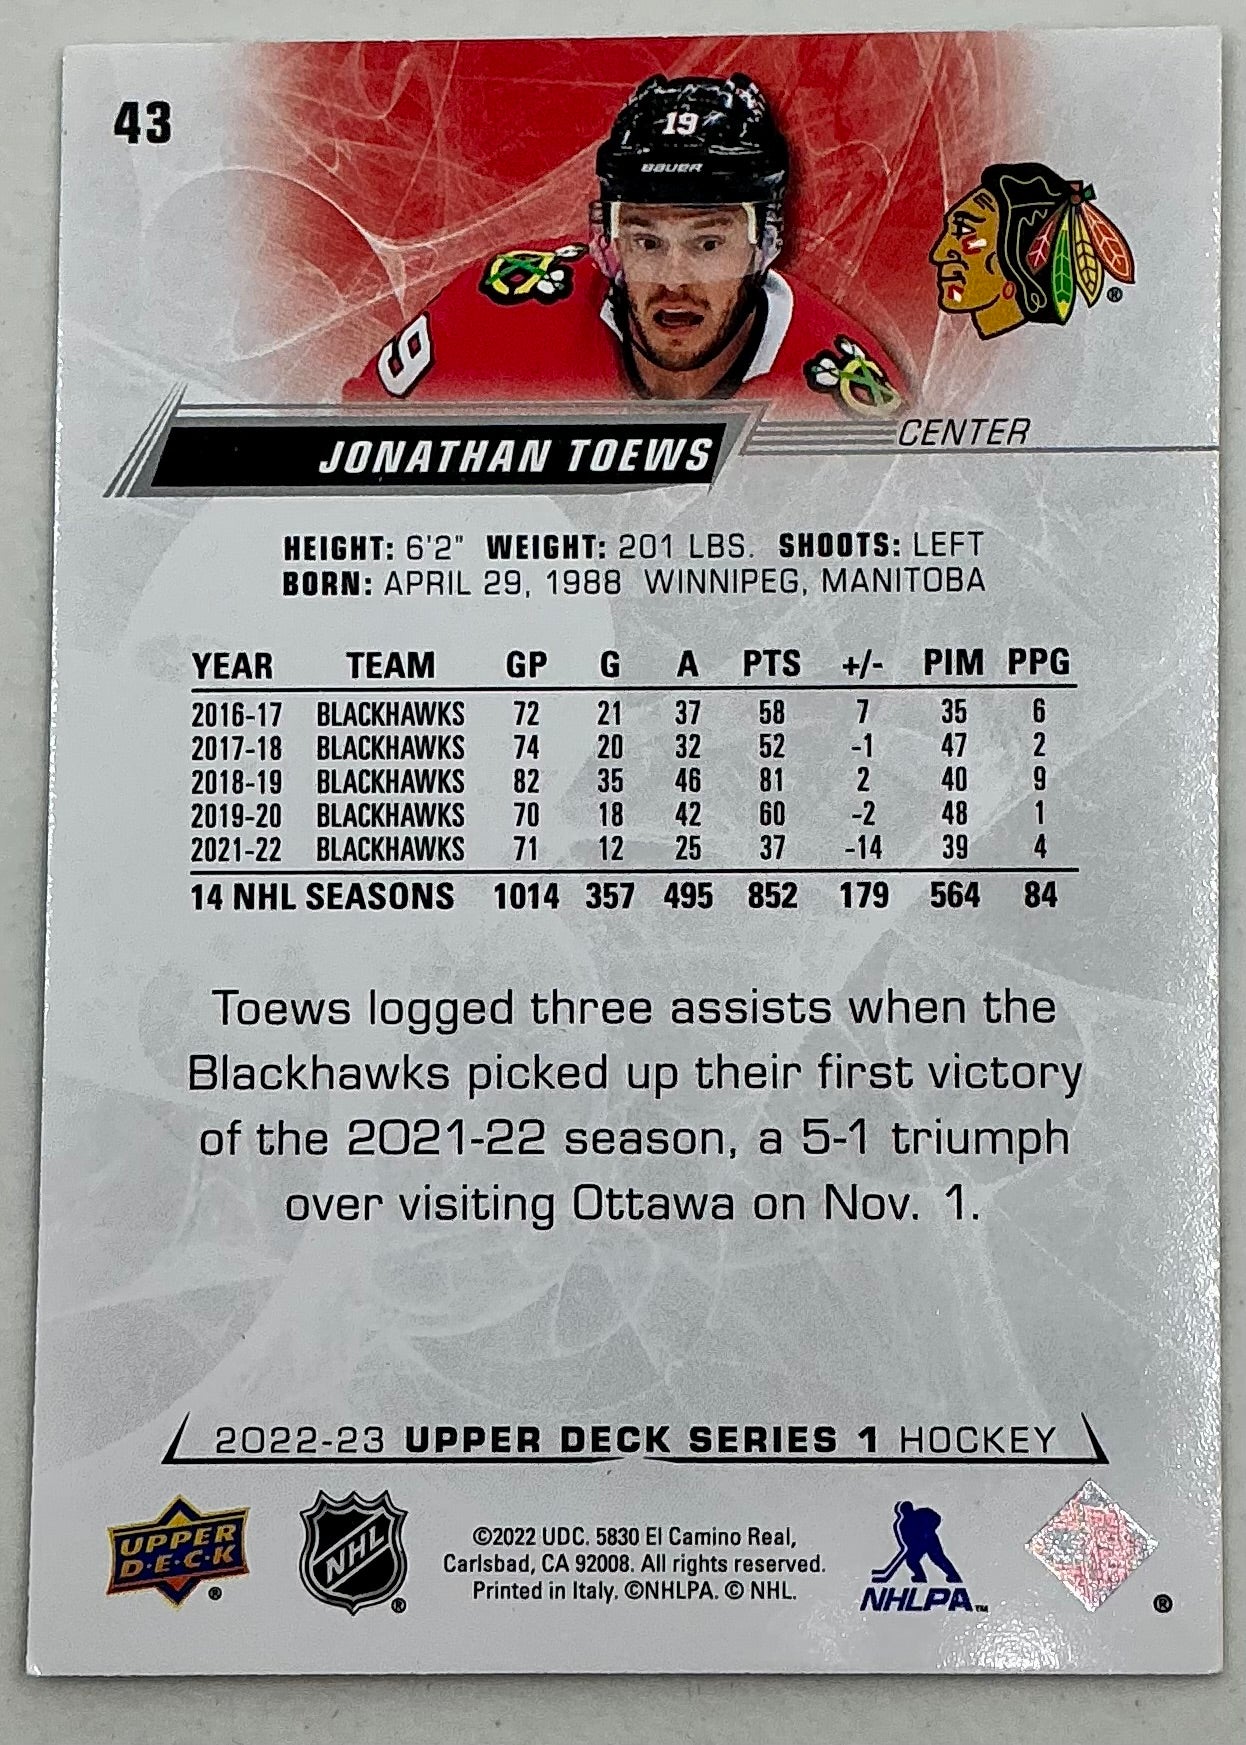 43
19
BAUER
9
CENTER
JONATHAN TOEWS
HEIGHT: 6'2" WEIGHT: 201 LBS. SHOOTS: LEFT
BORN: APRIL 29, 1988 WINNIPEG, MANITOBA
YEAR TEAM GP G A PTS +/- PIM PPG
2016-17 BLACKHAWKS 72 21 37 58 7 35 6
2017-18 BLACKHAWKS 74 20 32 52 -1 47 2
2018-19 BLACKHAWKS 82 35 46 81 2 40 9
2019-20 BLACKHAWKS 70 18 42 60 -2 48 1
2021-22 BLACKHAWKS 71 12 25 37 -14 39 4
14 NHL SEASONS 1014 357 495 852 179 564 84
Toews logged three assists when the
Blackhawks picked up their first victory
of the 2021-22 season, a 5-1 triumph
over visiting Ottawa on Nov. 1.
2022-23 UPPER DECK SERIES 1 HOCKEY
UPPER
D·E·C·K
®
NHL
®
©2022 UDC. 5830 El Camino Real,
Carlsbad, CA 92008. All rights reserved.
Printed in Italy. ©NHLPA. © NHL.
NHLPA™
®